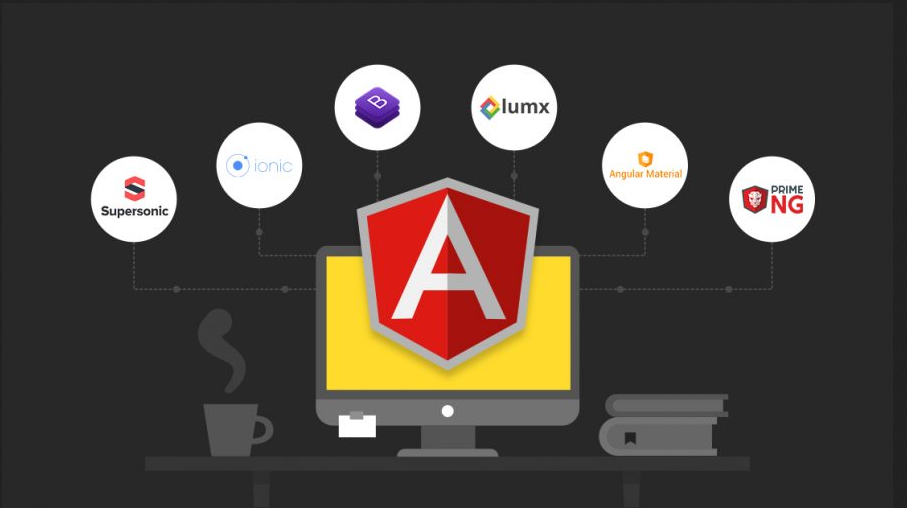 B
lumx
ionic
Angular Material
Supersonic
PRIME
NG
A